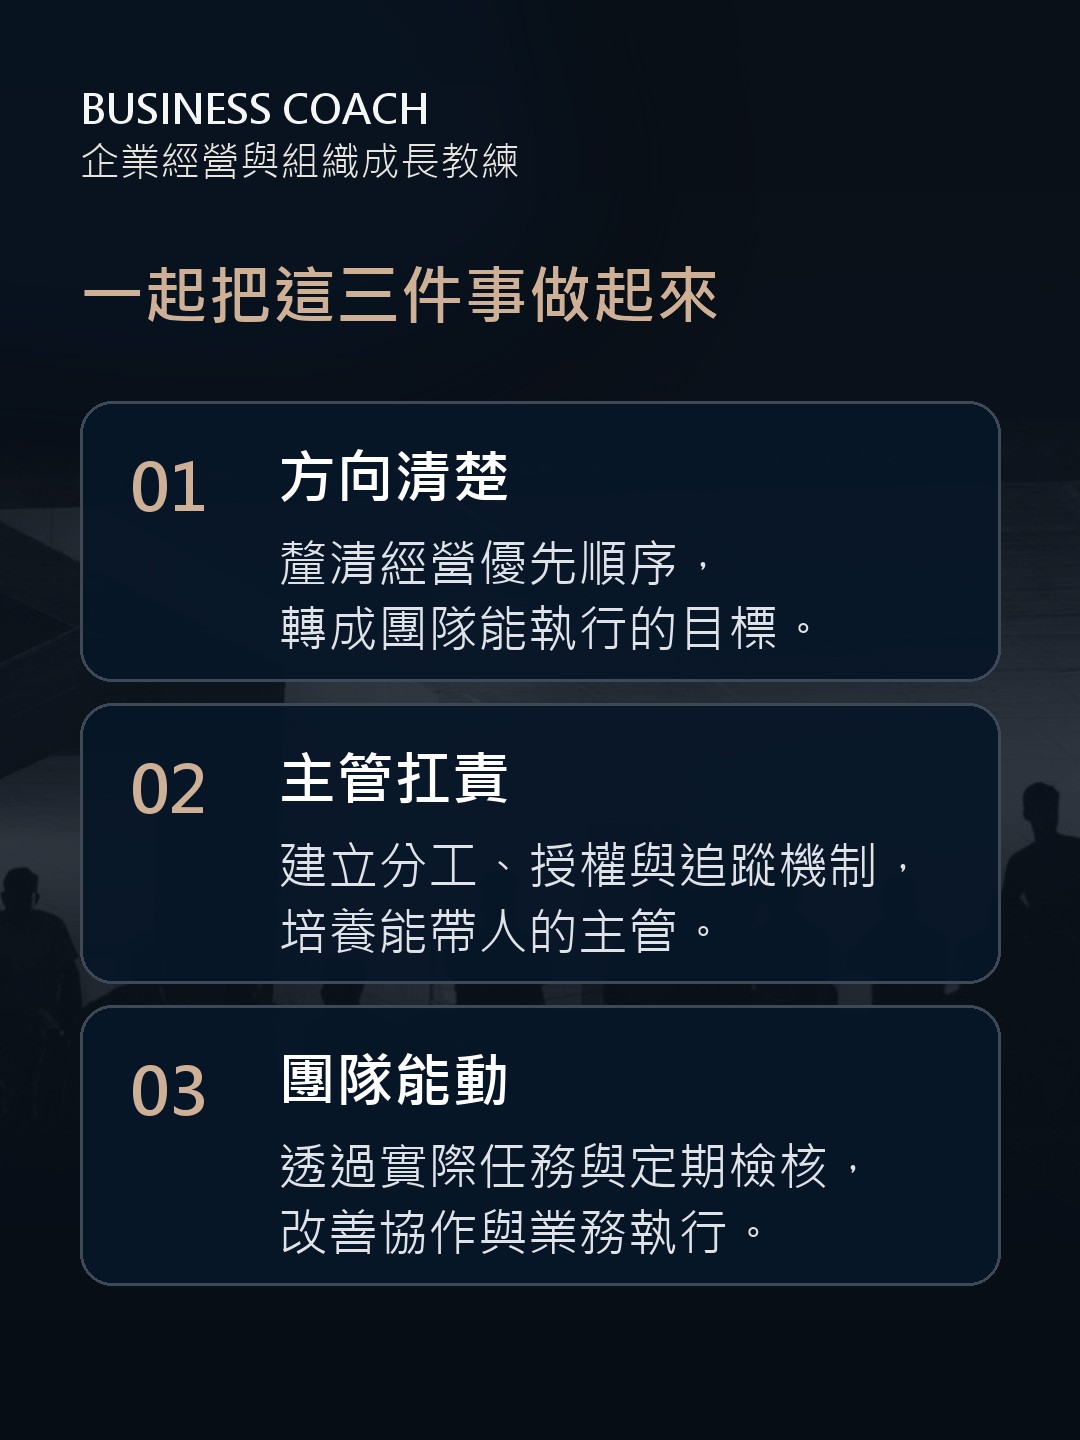 BUSINESS COACH
企業經營與組織成長教練
一起把這三件事做起來
01
方向清楚
釐清經營優先順序，
轉成團隊能執行的目標。
02
主管扛責
建立分工、授權與追蹤機制，
培養能帶人的主管。
03
團隊能動
透過實際任務與定期檢核，
改善協作與業務執行。